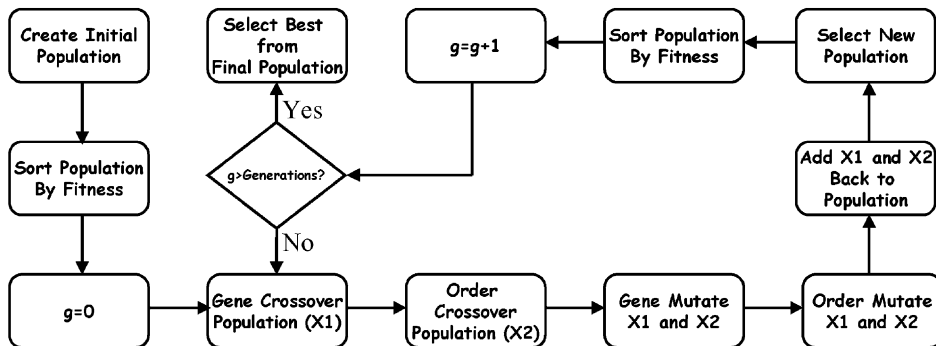 Create Initial
Population
Select Best
from
Final Population
g=g+1
Sort Population
By Fitness
Select New
Population
Yes
Sort Population
By Fitness
g>Generations?
Add X1 and X2
Back to
Population
No
g=0
Gene Crossover
Population (X1)
Order
Crossover
Population (X2)
Gene Mutate
X1 and X2
Order Mutate
X1 and X2